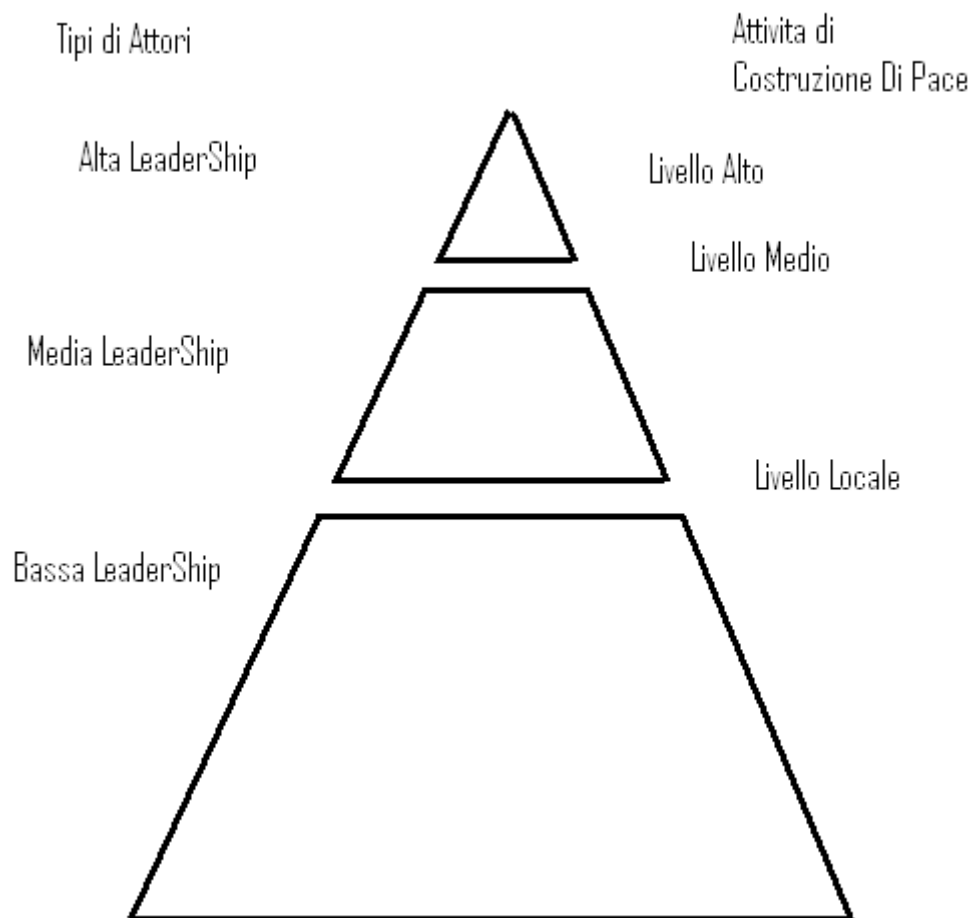 Tipi di Attori
Attivita di
Costruzione Di Pace
Alta LeaderShip
Livello Alto
Livello Medio
Media LeaderShip
Livello Locale
Bassa LeaderShip